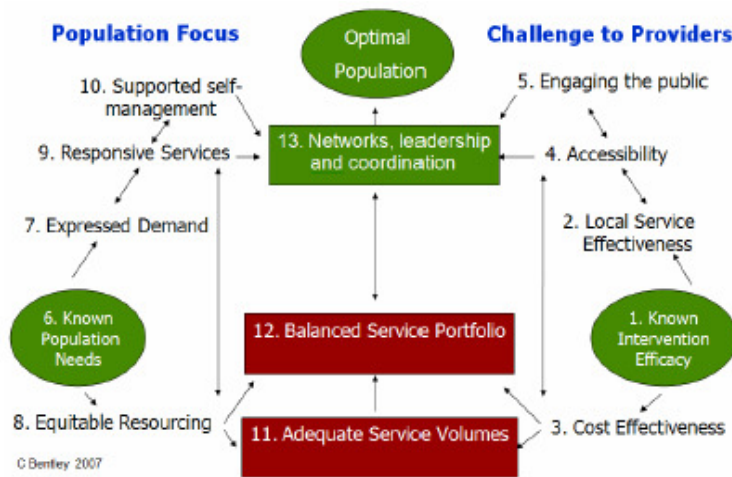 Population Focus
Optimal
Population
Challenge to Providers
10. Supported self-
management
5. Engaging the public
13. Networks, leadership
and coordination
9. Responsive Services
4. Accessibility
7. Expressed Demand
2. Local Service
Effectiveness
6. Known
Population
Needs
12. Balanced Service Portfolio
1. Known
Intervention
Efficacy
8. Equitable Resourcing
11. Adequate Service Volumes
3. Cost Effectiveness
C Bentley 2007